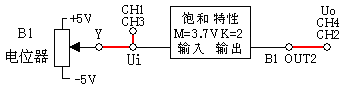 B1
电位器
+5V
-5V
Y
CH1
CH3
Ui
饱和 特性
M=3.7V K=2
输入 输出
B1 OUT2
Uo
CH4
CH2